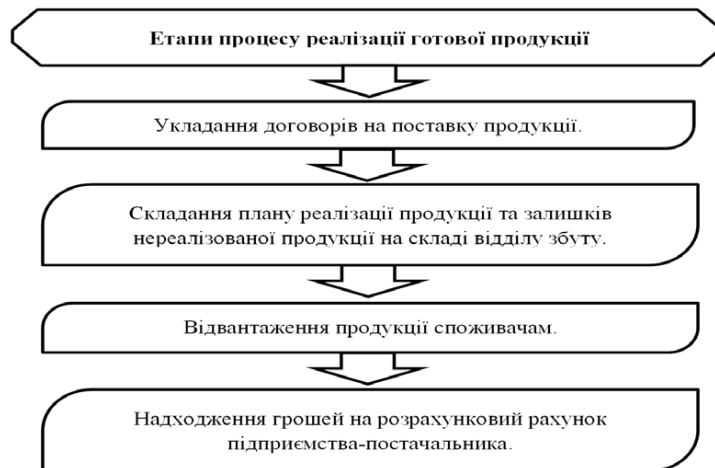 Етапи процесу реалізації готової продукції
Укладання договорів на поставку продукції.
Складання плану реалізації продукції та залишків
нереалізованої продукції на складі відділу збуту.
Відвантаження продукції споживачам.
Надходження грошей на розрахунковий рахунок
підприємства-постачальника.